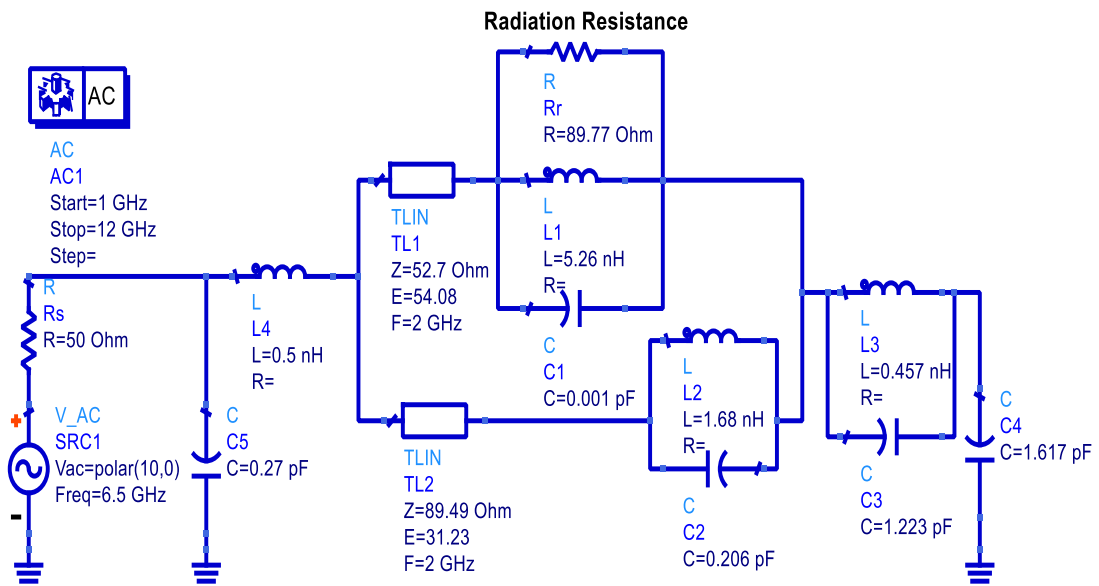 Radiation Resistance
AC
AC
AC1
Start=1 GHz
Stop=12 GHz
Step=
R
Rr
R=89.77 Ohm
L
L1
L=5.26 nH
R=
C
C1
C=0.001 pF
TLIN
TL1
Z=52.7 Ohm
E=54.08
F=2 GHz
R
Rs
R=50 Ohm
L
L4
L=0.5 nH
R=
+
V_AC
SRC1
Vac=polar(10,0)
Freq=6.5 GHz
-
C
C5
C=0.27 pF
TLIN
TL2
Z=89.49 Ohm
E=31.23
F=2 GHz
L
L2
L=1.68 nH
R=
C
C2
C=0.206 pF
L
L3
L=0.457 nH
R=
C
C3
C=1.223 pF
C
C4
C=1.617 pF